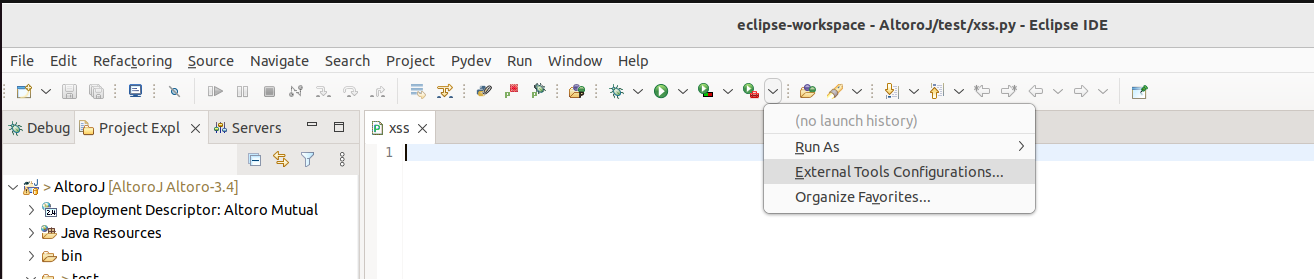 eclipse-workspace - AltoroJ/test/xss.py - Eclipse IDE
File Edit Refactoring Source Navigate Search Project Pydev Run Window Help
Debug Project Expl Servers
xss
(no launch history)
Run As
External Tools Configurations...
Organize Favorites...
1
> AltoroJ [AltoroJ Altoro-3.4]
Deployment Descriptor: Altoro Mutual
Java Resources
bin
> test